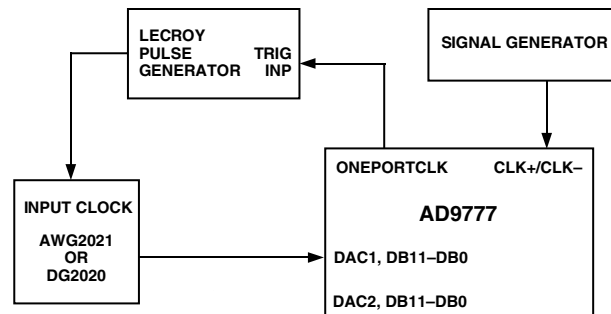 LECROY
PULSE TRIG
GENERATOR INP
SIGNAL GENERATOR
INPUT CLOCK
AWG2021
OR
DG2020
ONEPORTCLK CLK+/CLK–
AD9777
DAC1, DB11–DB0
DAC2, DB11–DB0